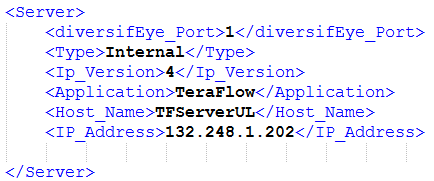 <Server>
<diversifEye_Port>1</diversifEye_Port>
<Type>Internal</Type>
<Ip_Version>4</Ip_Version>
<Application>TeraFlow</Application>
<Host_Name>TFServerUL</Host_Name>
<IP_Address>132.248.1.202</IP_Address>
</Server>